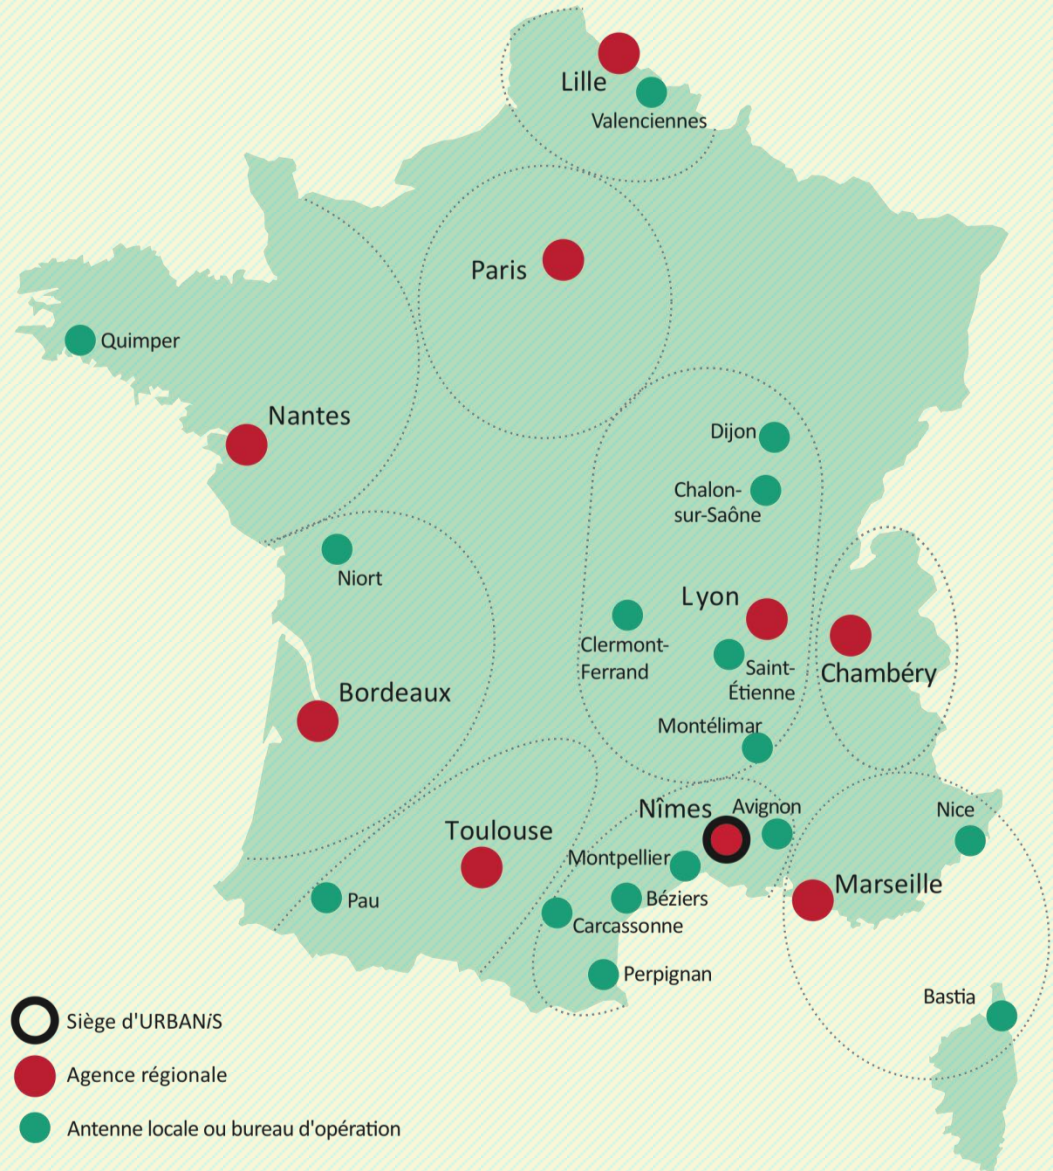 Lille
Valenciennes
Paris
Quimper
Nantes
Dijon
Chalon-
sur-Saône
Niort
Lyon
Clermont-
Ferrand
Saint-
Étienne
Chambéry
Bordeaux
Montélimar
Nîmes
Avignon
Nice
Toulouse
Montpellier
Marseille
Pau
Béziers
Carcassonne
Perpignan
Bastia
Siège d'URBANiS
Agence régionale
Antenne locale ou bureau d'opération